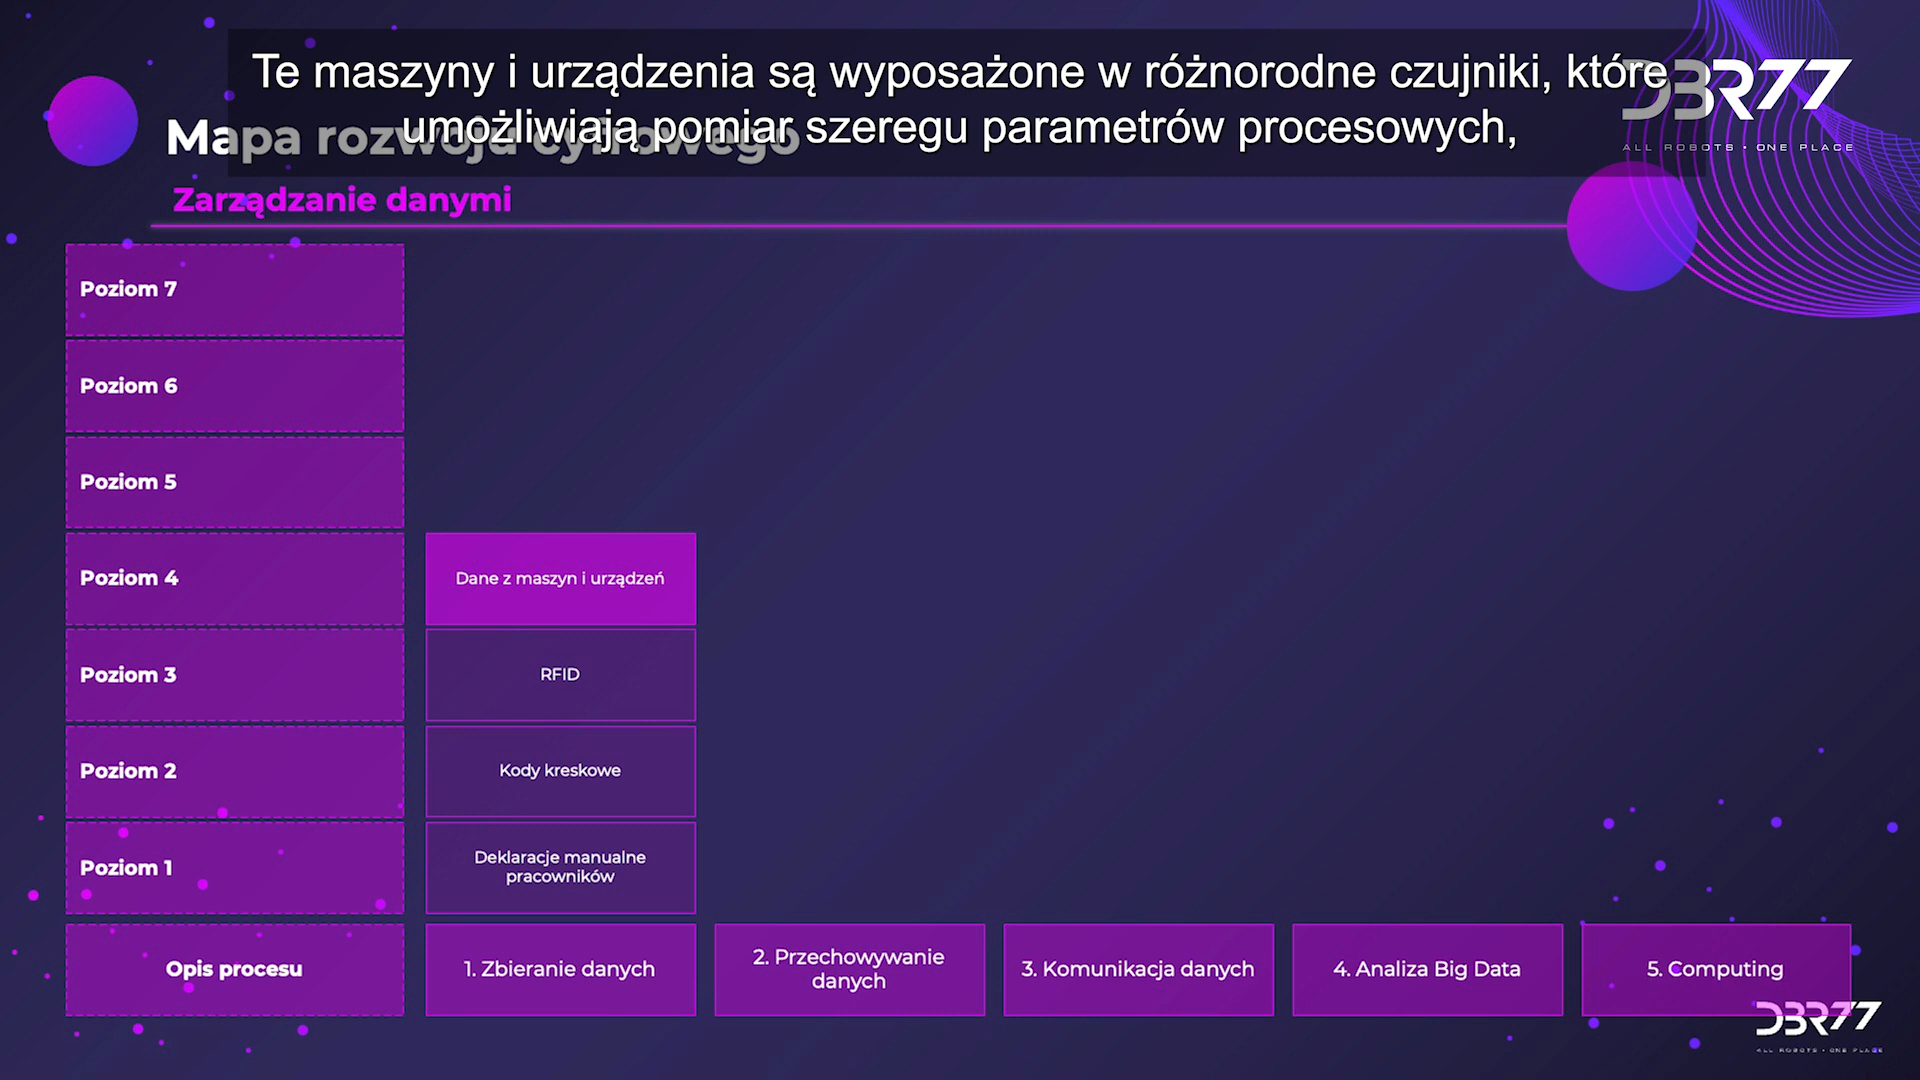 Te maszyny i urządzenia są wyposażone w różnorodne czujniki, które
umożliwiają pomiar szeregu parametrów procesowych,
DBR77
ALL ROBOTS • ONE PLACE
Mapa rozwoju cyfrowego
Zarządzanie danymi
Poziom 7
Poziom 6
Poziom 5
Poziom 4
Dane z maszyn i urządzeń
Poziom 3
RFID
Poziom 2
Kody kreskowe
Poziom 1
Deklaracje manualne
pracowników
Opis procesu
1. Zbieranie danych
2. Przechowywanie
danych
3. Komunikacja danych
4. Analiza Big Data
5. Computing
DBR77
ALL ROBOTS • ONE PLACE